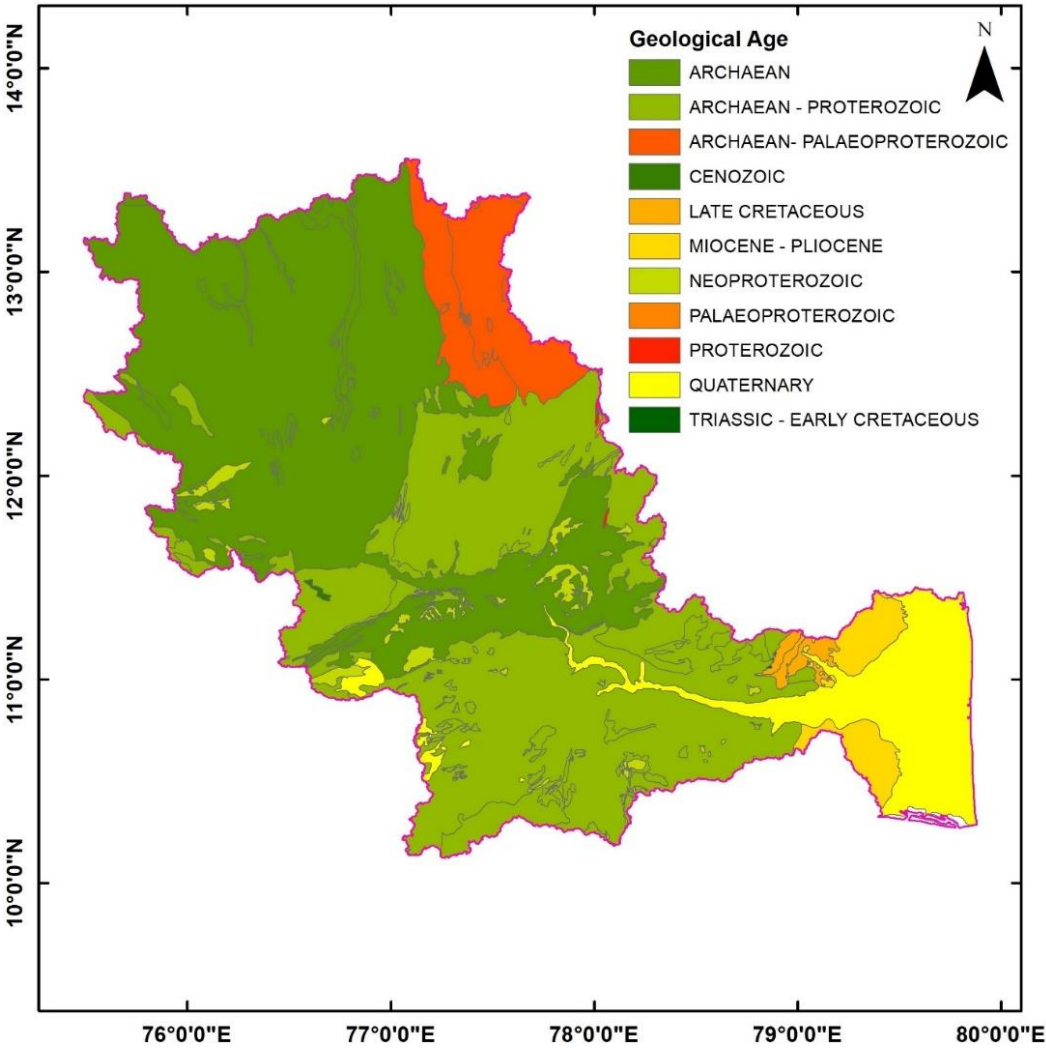 Geological Age
N
ARCHAEAN
ARCHAEAN - PROTEROZOIC
ARCHAEAN- PALAEOPROTEROZOIC
CENOZOIC
LATE CRETACEOUS
MIOCENE - PLIOCENE
NEOPROTEROZOIC
PALAEOPROTEROZOIC
PROTEROZOIC
QUATERNARY
TRIASSIC - EARLY CRETACEOUS
14°0'0"N
13°0'0"N
12°0'0"N
11°0'0"N
10°0'0"N
76°0'0"E
77°0'0"E
78°0'0"E
79°0'0"E
80°0'0"E